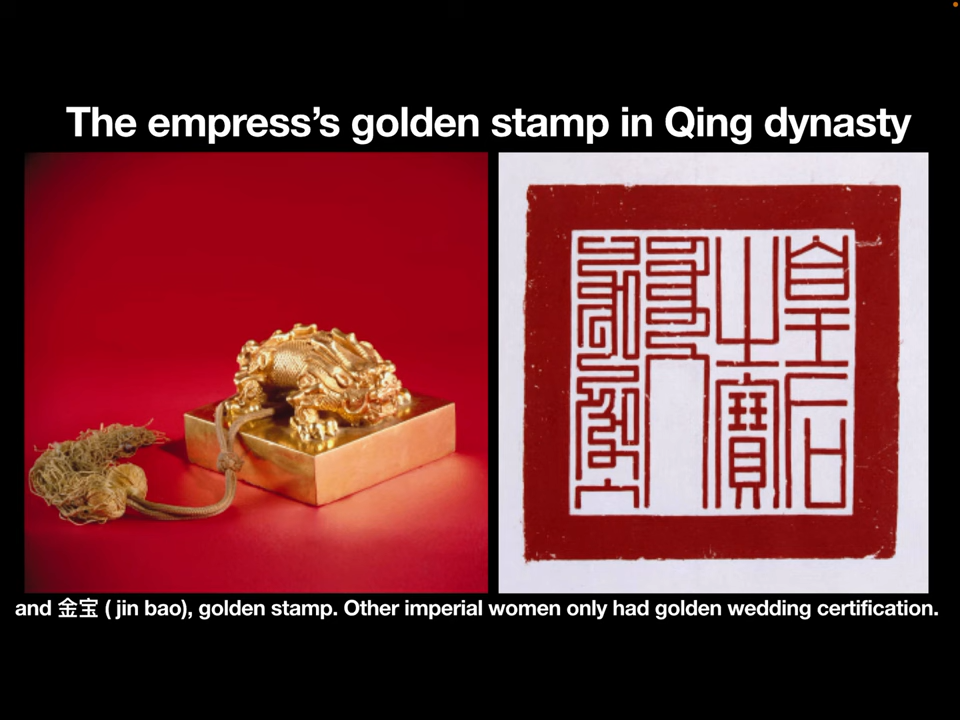 The empress’s golden stamp in Qing dynasty
皇后
之寶
and 金宝 ( jin bao), golden stamp. Other imperial women only had golden wedding certification.